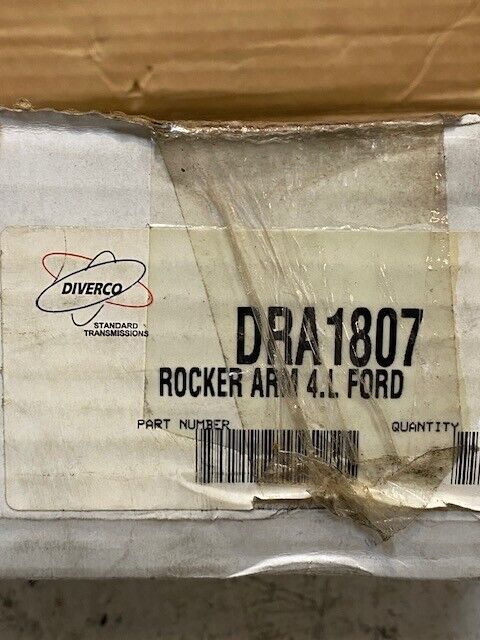 DIVERCO
STANDARD
TRANSMISSIONS
DRA1807
ROCKER ARM 4.L FORD
PART NUMBER
QUANTITY